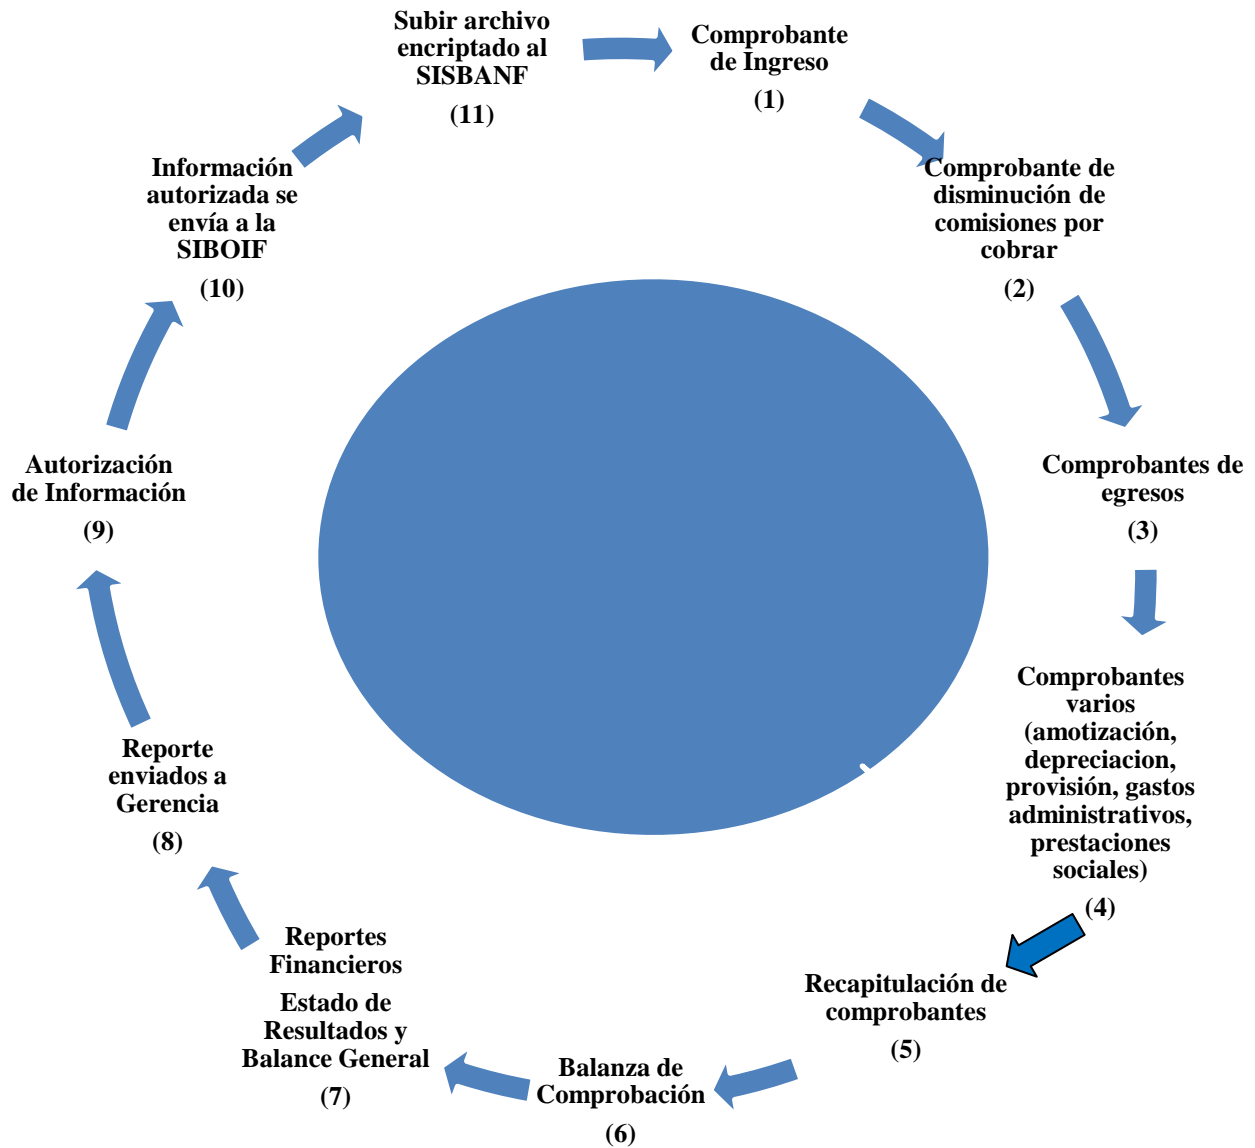 Comprobante
de Ingreso
(1)
Comprobante de
disminución de
comisiones por
cobrar
(2)
Comprobantes de
egresos
(3)
Comprobantes
varios
(amotización,
depreciacion,
provisión, gastos
administrativos,
prestaciones
sociales)
(4)
Recapitulación de
comprobantes
(5)
Balanza de
Comprobación
(6)
Reportes
Financieros
Estado de
Resultados y
Balance General
(7)
Reporte
enviados a
Gerencia
(8)
Autorización
de Información
(9)
Información
autorizada se
envía a la
SIBOIF
(10)
Subir archivo
encriptado al
SISBANF
(11)